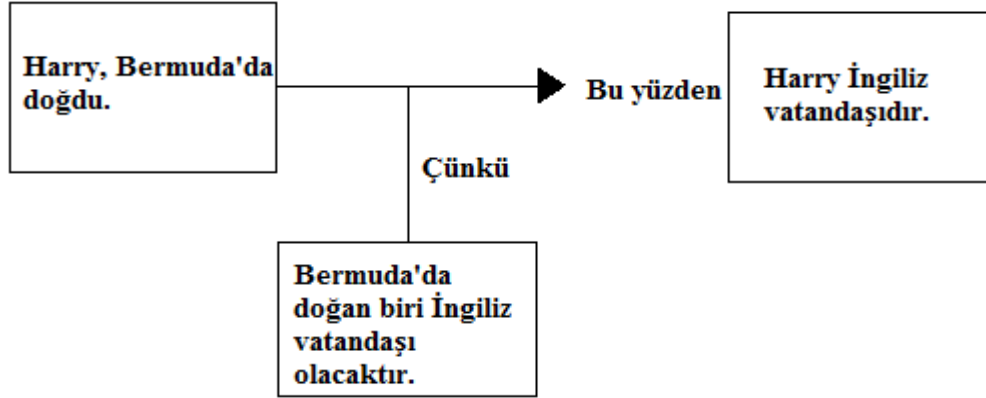 Harry, Bermuda'da
doğdu.
Bu yüzden
Harry İngiliz
vatandaşıdır.
Çünkü
Bermuda'da
doğan biri İngiliz
vatandaşı
olacaktır.